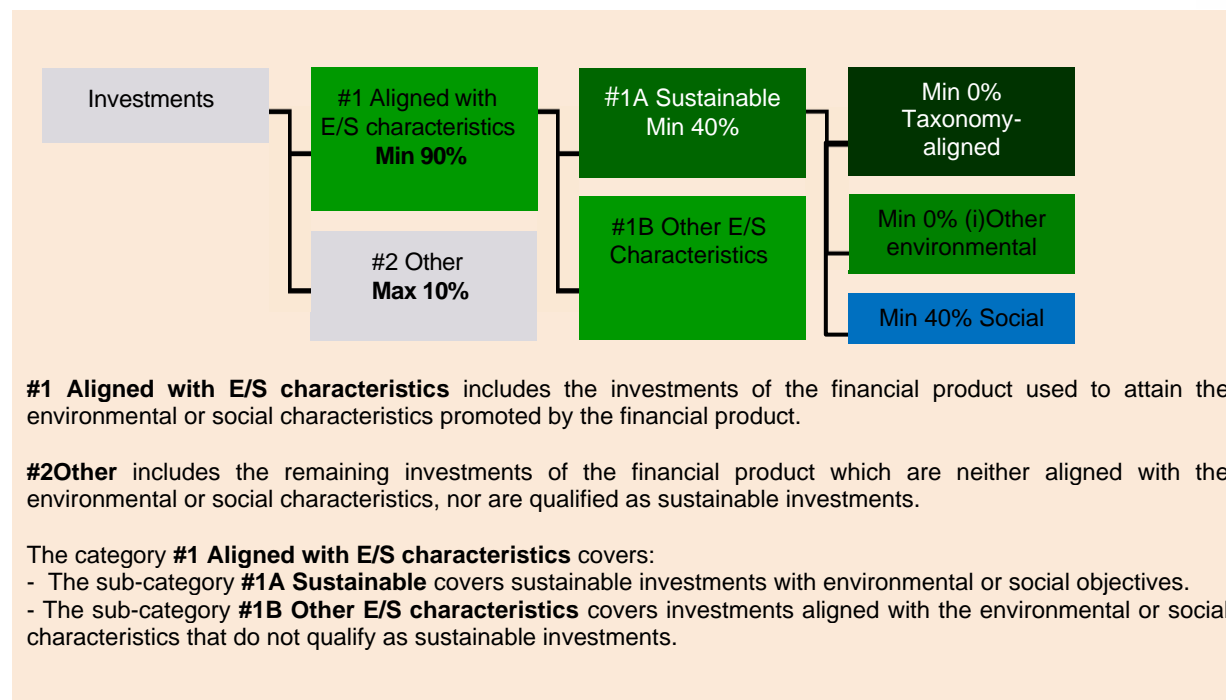 Investments
#1 Aligned with
E/S characteristics
Min 90%
#2 Other
Max 10%
#1A Sustainable
Min 40%
#1B Other E/S
Characteristics
Min 0%
Taxonomy-
aligned
Min 0% (i)Other
environmental
Min 40% Social
#1 Aligned with E/S characteristics includes the investments of the financial product used to attain the
environmental or social characteristics promoted by the financial product.
#2Other includes the remaining investments of the financial product which are neither aligned with the
environmental or social characteristics, nor are qualified as sustainable investments.
The category #1 Aligned with E/S characteristics covers:
- The sub-category #1A Sustainable covers sustainable investments with environmental or social objectives.
- The sub-category #1B Other E/S characteristics covers investments aligned with the environmental or social
characteristics that do not qualify as sustainable investments.